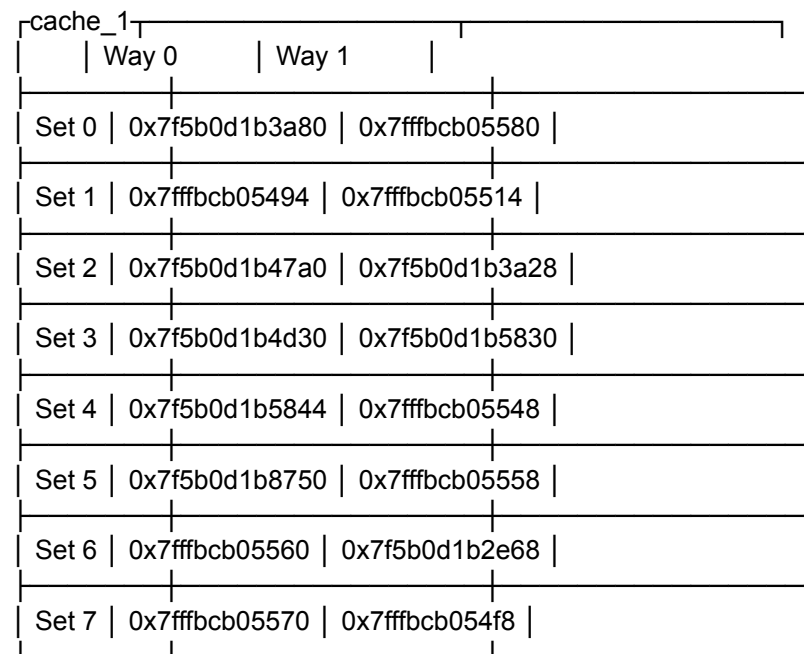 cache_1
│ │ Way 0 │ Way 1 │
│ Set 0 │ 0x7f5b0d1b3a80 │ 0x7fffbcb05580 │
│ Set 1 │ 0x7fffbcb05494 │ 0x7fffbcb05514 │
│ Set 2 │ 0x7f5b0d1b47a0 │ 0x7f5b0d1b3a28 │
│ Set 3 │ 0x7f5b0d1b4d30 │ 0x7f5b0d1b5830 │
│ Set 4 │ 0x7f5b0d1b5844 │ 0x7fffbcb05548 │
│ Set 5 │ 0x7f5b0d1b8750 │ 0x7fffbcb05558 │
│ Set 6 │ 0x7fffbcb05560 │ 0x7f5b0d1b2e68 │
│ Set 7 │ 0x7fffbcb05570 │ 0x7fffbcb054f8 │